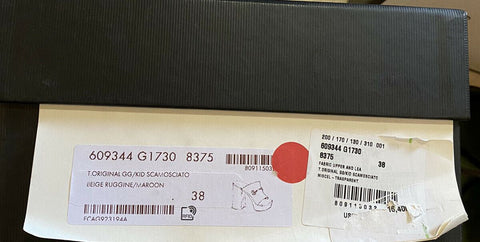 609344 G1730 8375
T.ORIGINAL GG/KID SCAMOSCIATO
BEIGE RUGGINE/MAROON
38
200 / 170 / 130 / 310 001
609344 G1730
8375
38
FABRIC UPPER AND LEA
T.ORIGINAL GG/KID SCAMOSCIATO
MISCEL - TRANSPARENT